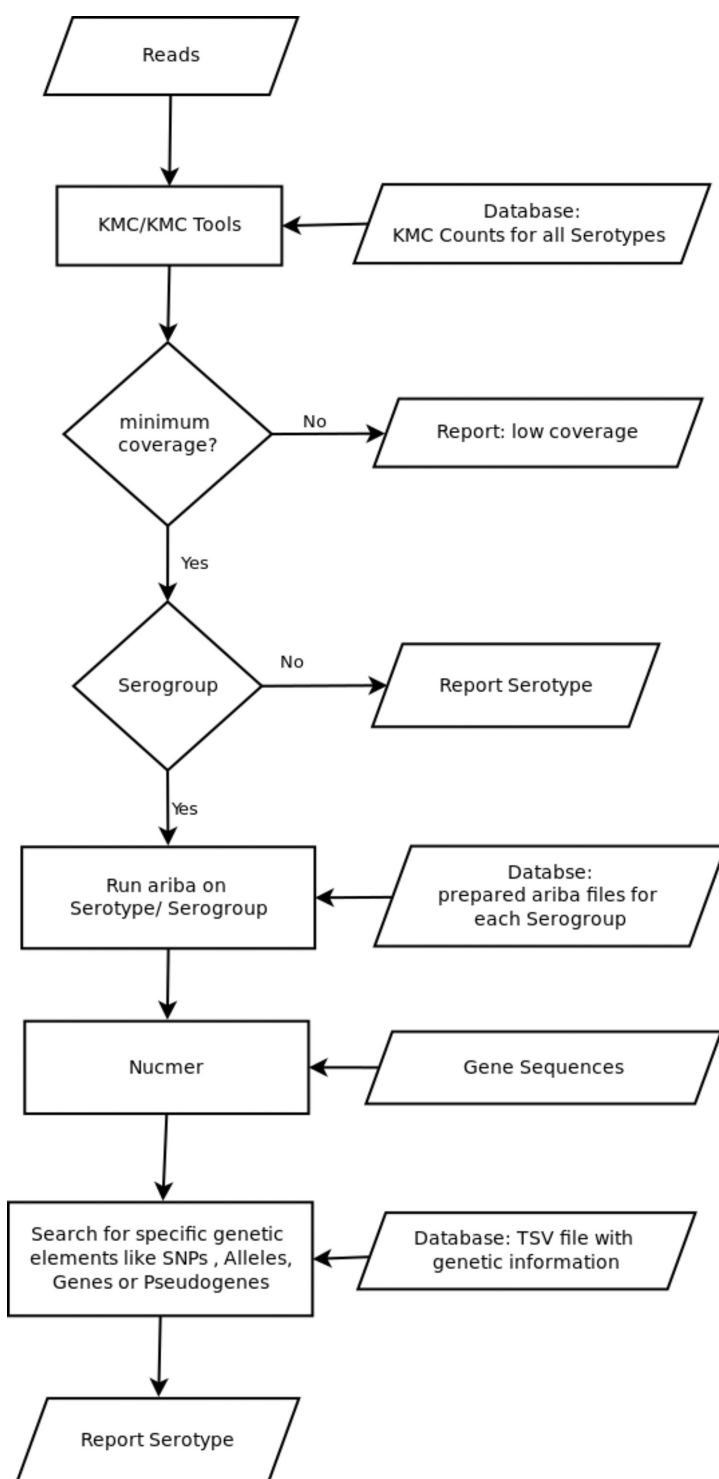 Reads
KMC/KMC Tools
Database:
KMC Counts for all Serotypes
minimum
coverage?
No
Report: low coverage
Yes
Serogroup
No
Report Serotype
Yes
Run ariba on
Serotype/ Serogroup
Databse:
prepared ariba files for
each Serogroup
Nucmer
Gene Sequences
Search for specific genetic
elements like SNPs , Alleles,
Genes or Pseudogenes
Database: TSV file with
genetic information
Report Serotype